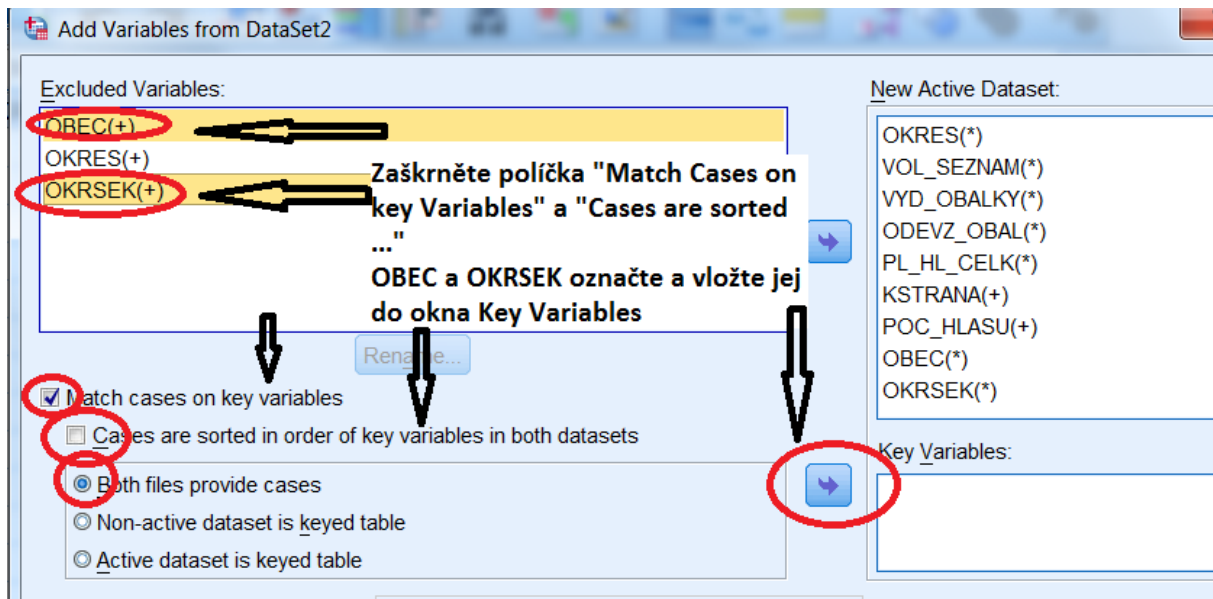 Add Variables from DataSet2
Excluded Variables:
OBEC(+)
OKRES(+)
OKRSEK(+)
Zaškrněte políčka "Match Cases on
key Variables" a "Cases are sorted
..."
OBEC a OKRSEK označte a vložte jej
do okna Key Variables
Rename...
Match cases on key variables
Cases are sorted in order of key variables in both datasets
Both files provide cases
Non-active dataset is keyed table
Active dataset is keyed table
New Active Dataset:
OKRES(*)
VOL_SEZNAM(*)
VYD_OBALKY(*)
ODEVZ_OBAL(*)
PL_HL_CELK(*)
KSTRANA(+)
POC_HLASU(+)
OBEC(*)
OKRSEK(*)
Key Variables: